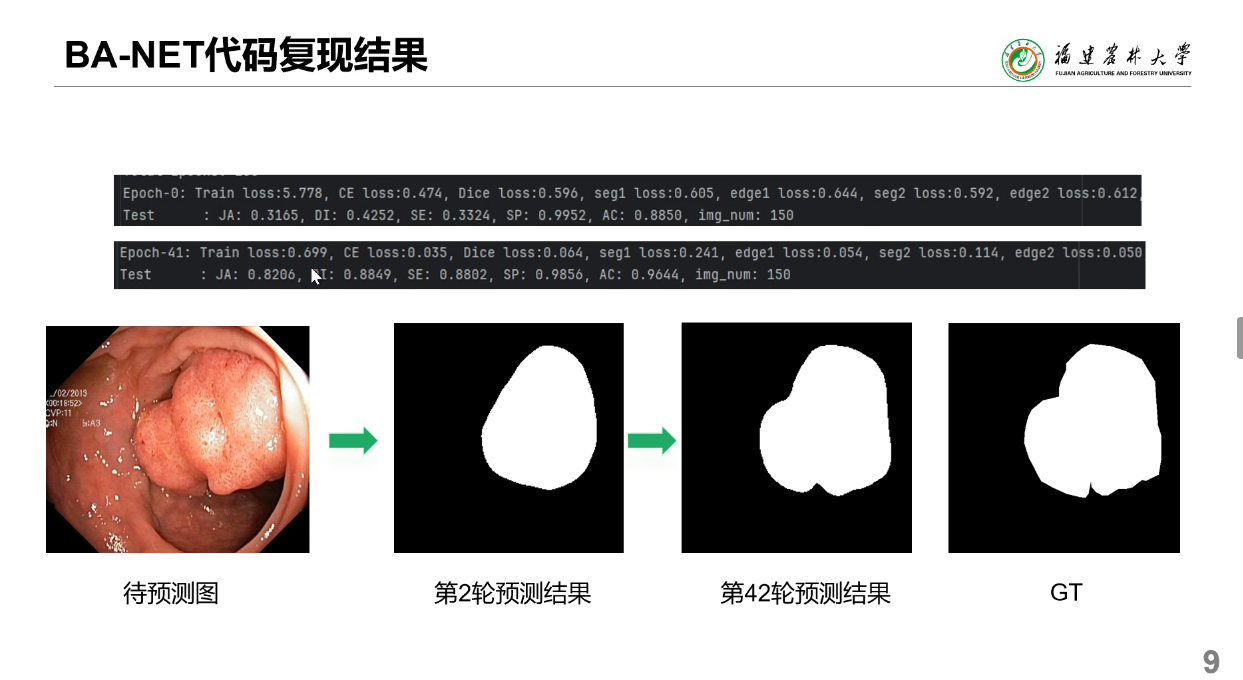 BA-NET代码复现结果
福建农林大学
FUJIAN AGRICULTURE AND FORESTRY UNIVERSITY
Epoch-0: Train loss:5.778, CE loss:0.474, Dice loss:0.596, seg1 loss:0.605, edge1 loss:0.644, seg2 loss:0.592, edge2 loss:0.612,
Test : JA: 0.3165, DI: 0.4252, SE: 0.3324, SP: 0.9952, AC: 0.8850, img_num: 150
Epoch-41: Train loss:0.699, CE loss:0.035, Dice loss:0.064, seg1 loss:0.241, edge1 loss:0.054, seg2 loss:0.114, edge2 loss:0.050
Test : JA: 0.8206, DI: 0.8849, SE: 0.8802, SP: 0.9856, AC: 0.9644, img_num: 150
/02/2013
00:18:52>
CVP:11
:N
:A3
待预测图
第2轮预测结果
第42轮预测结果
GT
9